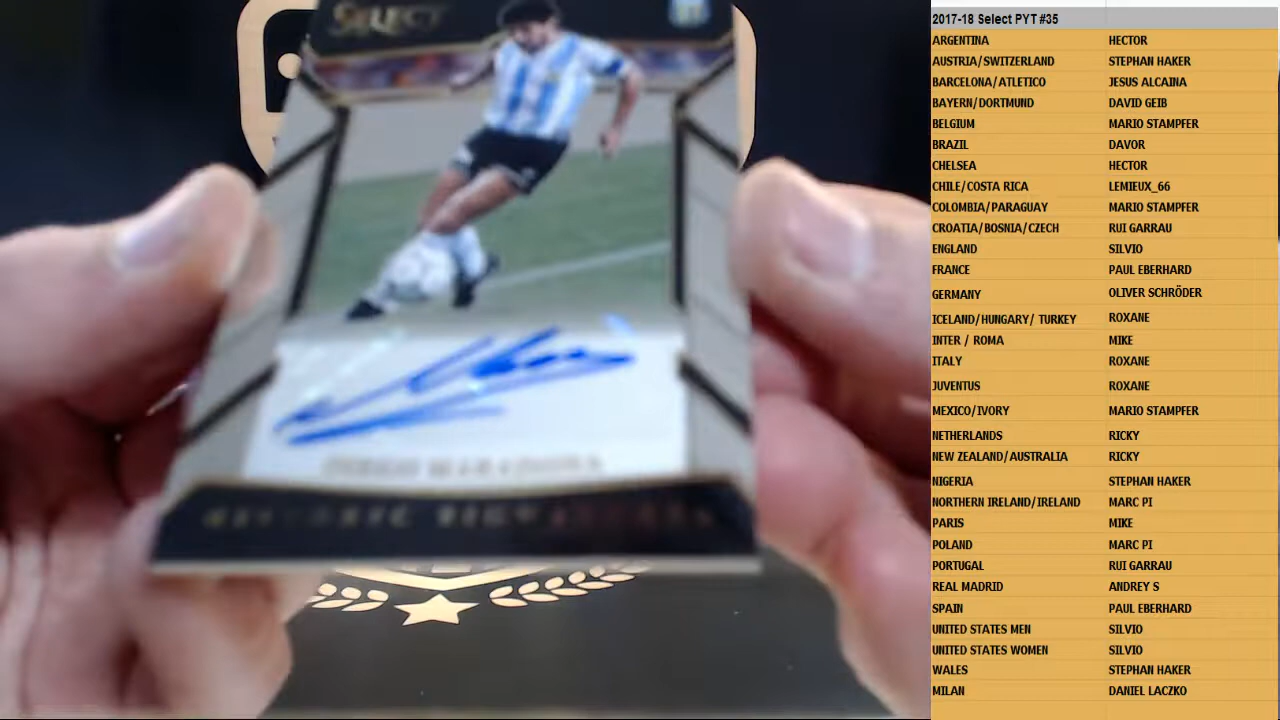 SELECT
2017-18 Select PYT #35
ARGENTINA HECTOR
AUSTRIA/SWITZERLAND STEPHAN HAKER
BARCELONA/ATLETICO JESUS ALCAINA
BAYERN/DORTMUND DAVID GEIB
BELGIUM MARIO STAMPFER
BRAZIL DAVOR
CHELSEA HECTOR
CHILE/COSTA RICA LEMIEUX_66
COLOMBIA/PARAGUAY MARIO STAMPFER
CROATIA/BOSNIA/CZECH RUI GARRAU
ENGLAND SILVIO
FRANCE PAUL EBERHARD
GERMANY OLIVER SCHRÖDER
ICELAND/HUNGARY/ TURKEY ROXANE
INTER / ROMA MIKE
ITALY ROXANE
JUVENTUS ROXANE
MEXICO/IVORY MARIO STAMPFER
NETHERLANDS RICKY
NEW ZEALAND/AUSTRALIA RICKY
NIGERIA STEPHAN HAKER
NORTHERN IRELAND/IRELAND MARC PI
PARIS MIKE
POLAND MARC PI
PORTUGAL RUI GARRAU
REAL MADRID ANDREY S
SPAIN PAUL EBERHARD
UNITED STATES MEN SILVIO
UNITED STATES WOMEN SILVIO
WALES STEPHAN HAKER
MILAN DANIEL LACZKO